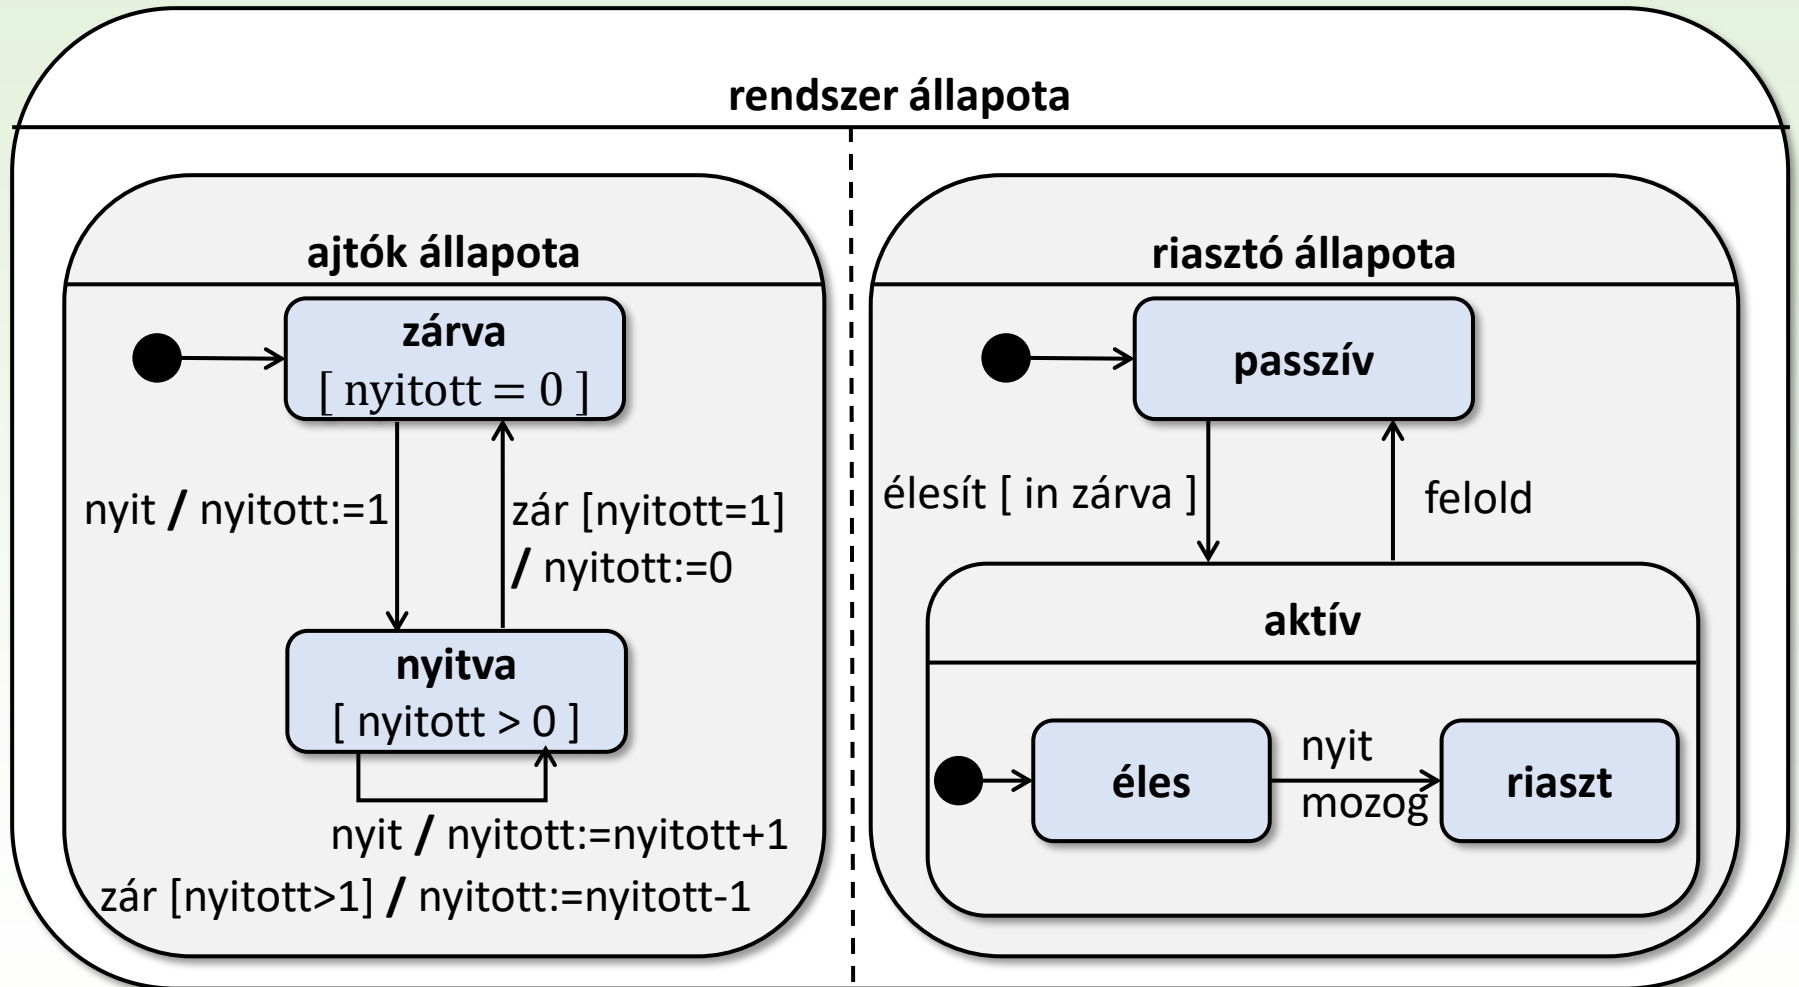 rendszer állapota
ajtók állapota
zárva
[ nyitott = 0 ]
nyit / nyitott:=1
zár [nyitott=1]
/ nyitott:=0
nyitva
[ nyitott > 0 ]
nyit / nyitott:=nyitott+1
zár [nyitott>1] / nyitott:=nyitott-1
riasztó állapota
passzív
élesít [ in zárva ]
felold
aktív
éles
nyit
mozog
riaszt